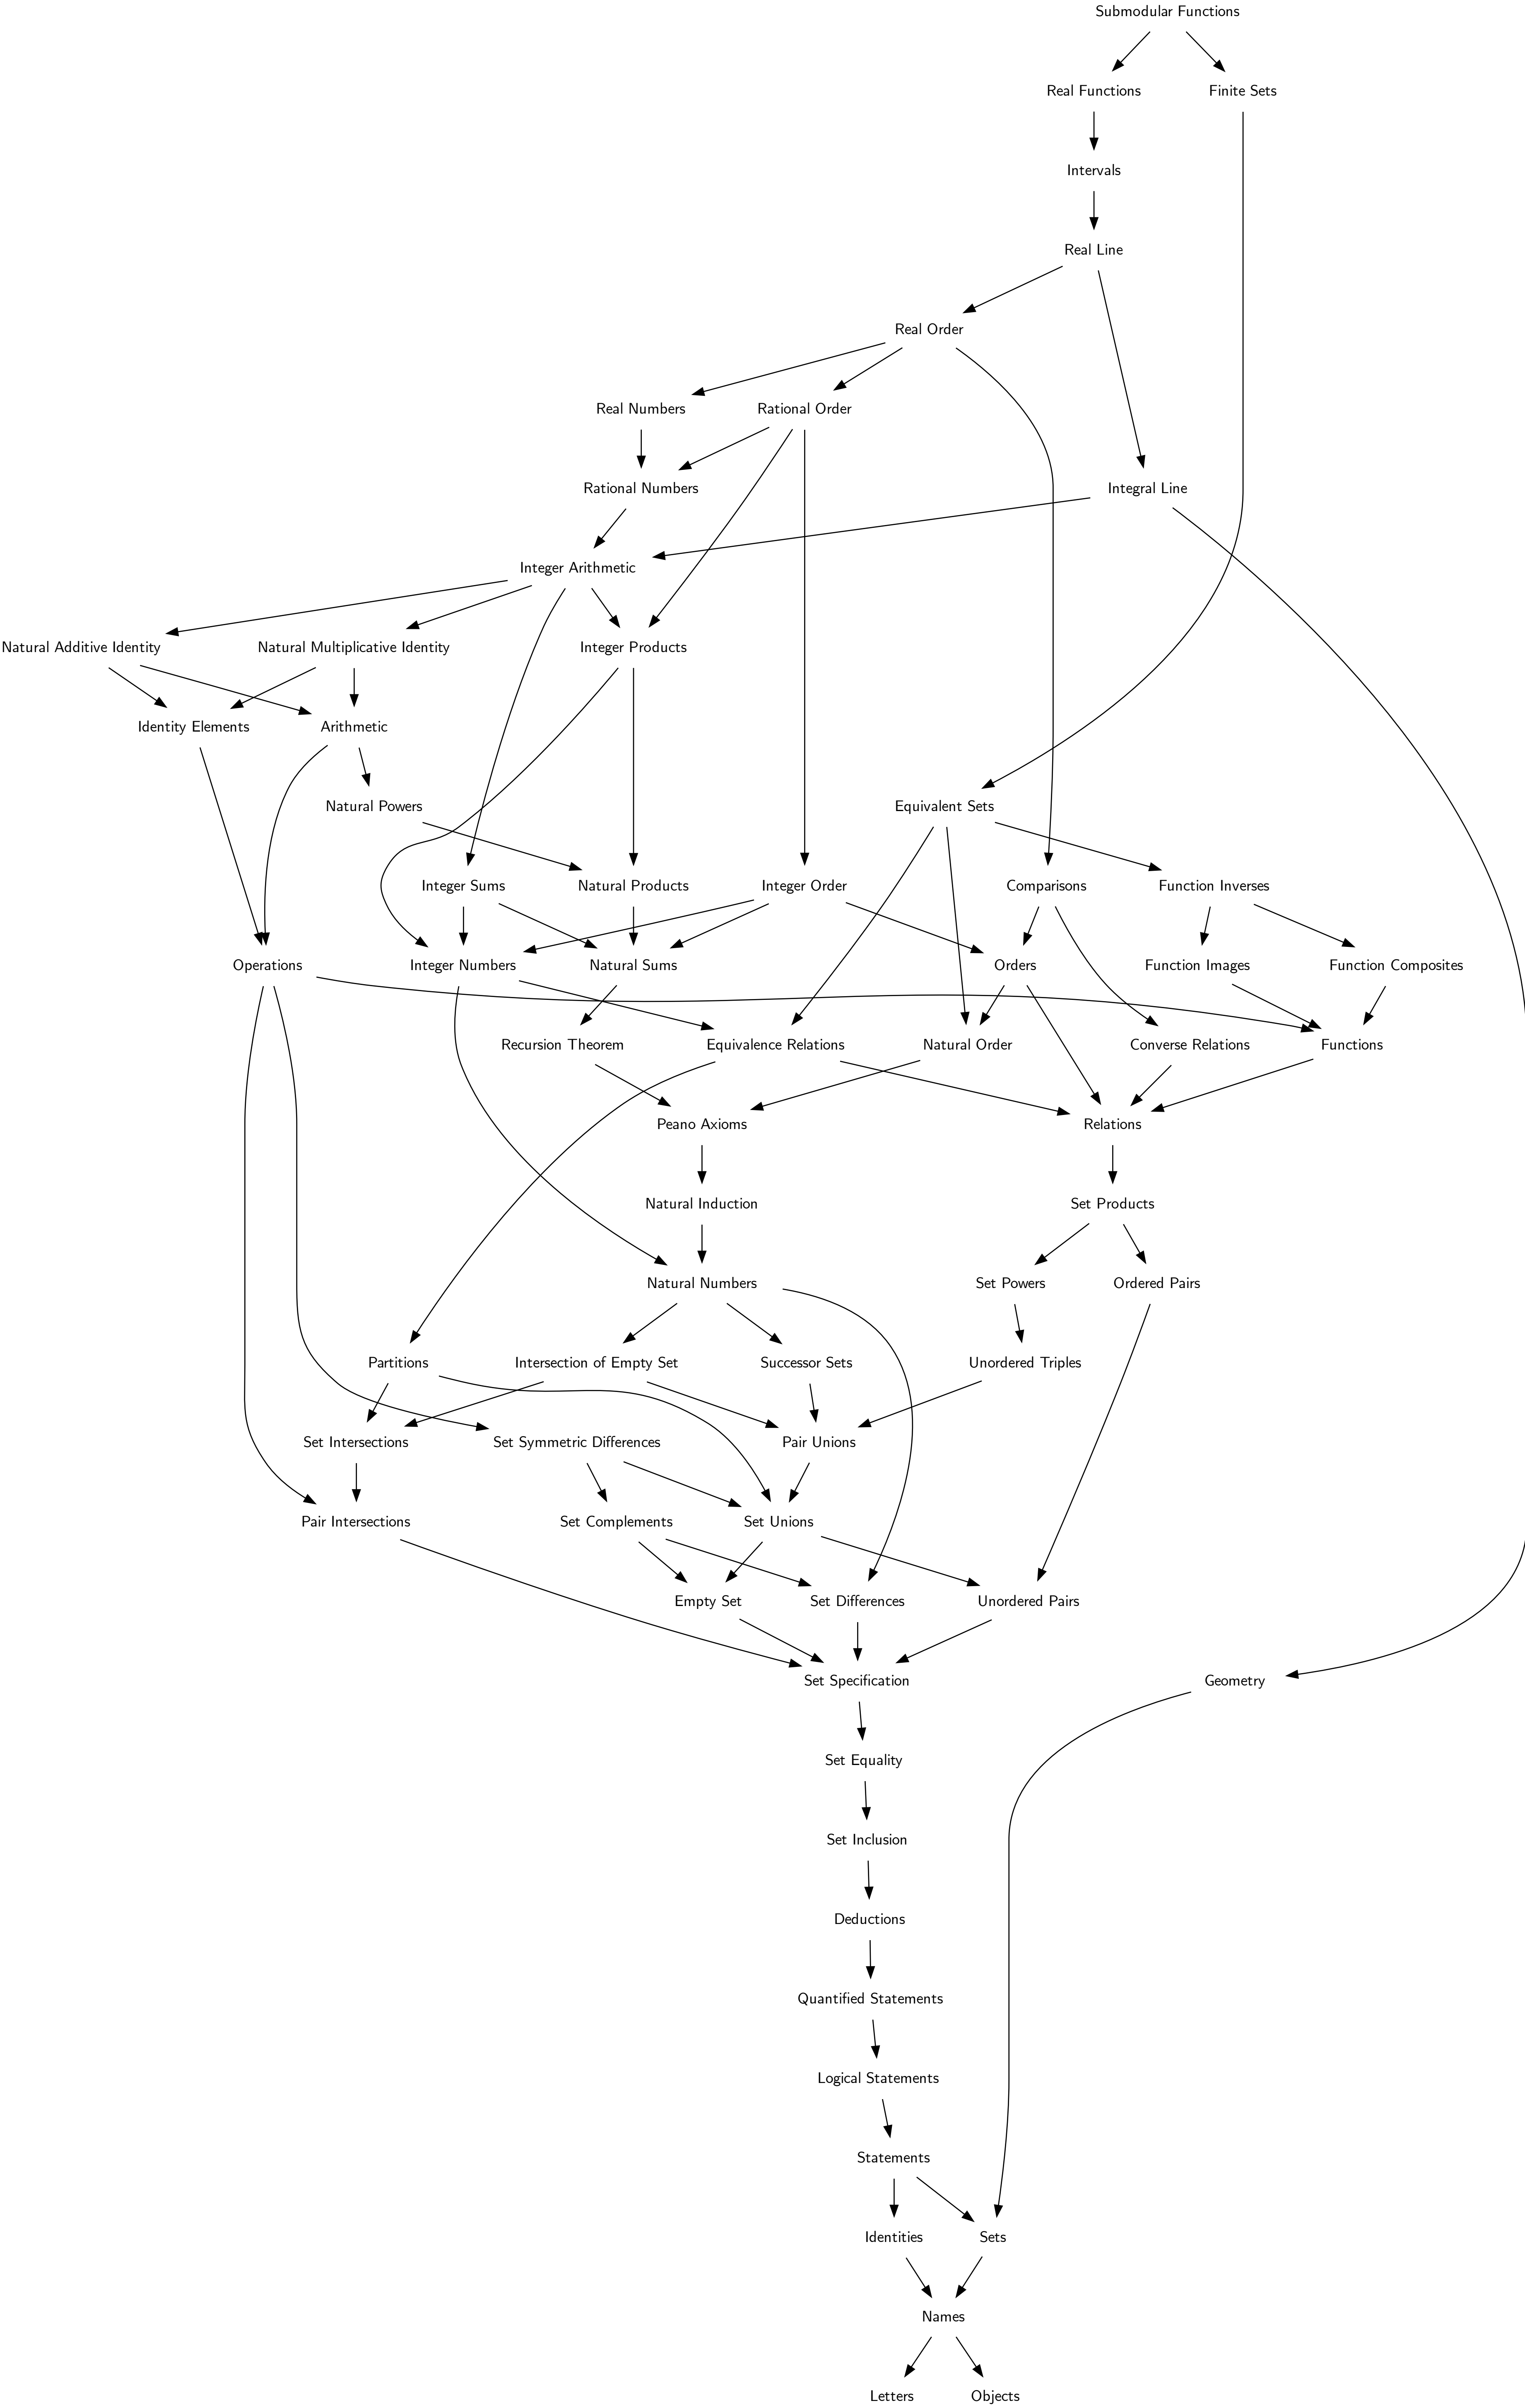 Submodular Functions
Real Functions
Finite Sets
Intervals
Real Line
Real Order
Real Numbers
Rational Order
Rational Numbers
Integral Line
Integer Arithmetic
Natural Additive Identity
Natural Multiplicative Identity
Integer Products
Identity Elements
Arithmetic
Natural Powers
Equivalent Sets
Integer Sums
Natural Products
Integer Order
Comparisons
Function Inverses
Operations
Integer Numbers
Natural Sums
Orders
Function Images
Function Composites
Recursion Theorem
Equivalence Relations
Natural Order
Converse Relations
Functions
Peano Axioms
Relations
Natural Induction
Set Products
Natural Numbers
Set Powers
Ordered Pairs
Partitions
Intersection of Empty Set
Successor Sets
Unordered Triples
Set Intersections
Set Symmetric Differences
Pair Unions
Pair Intersections
Set Complements
Set Unions
Empty Set
Set Differences
Unordered Pairs
Set Specification
Geometry
Set Equality
Set Inclusion
Deductions
Quantified Statements
Logical Statements
Statements
Identities
Sets
Names
Letters
Objects